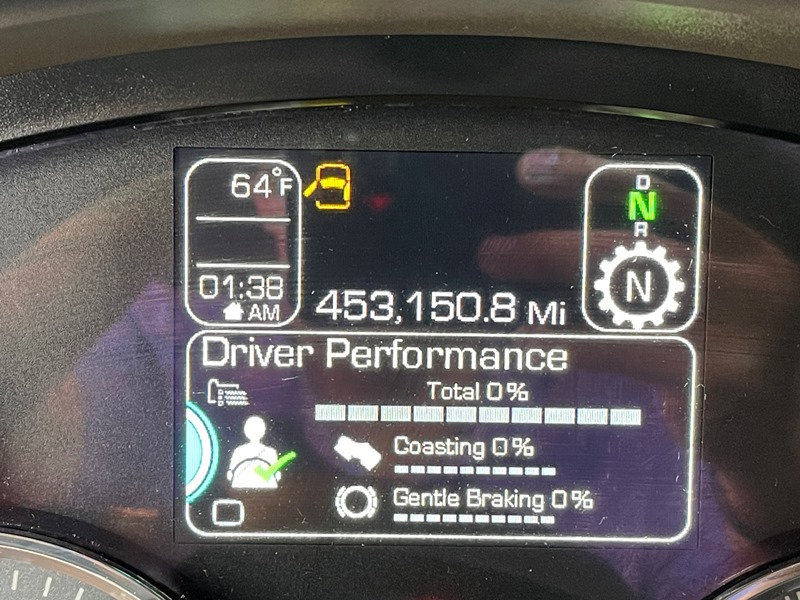 64°F
01:38
AM
453,150.8 Mi
D
N
R
N
Driver Performance
Total 0%
Coasting 0%
Gentle Braking 0%